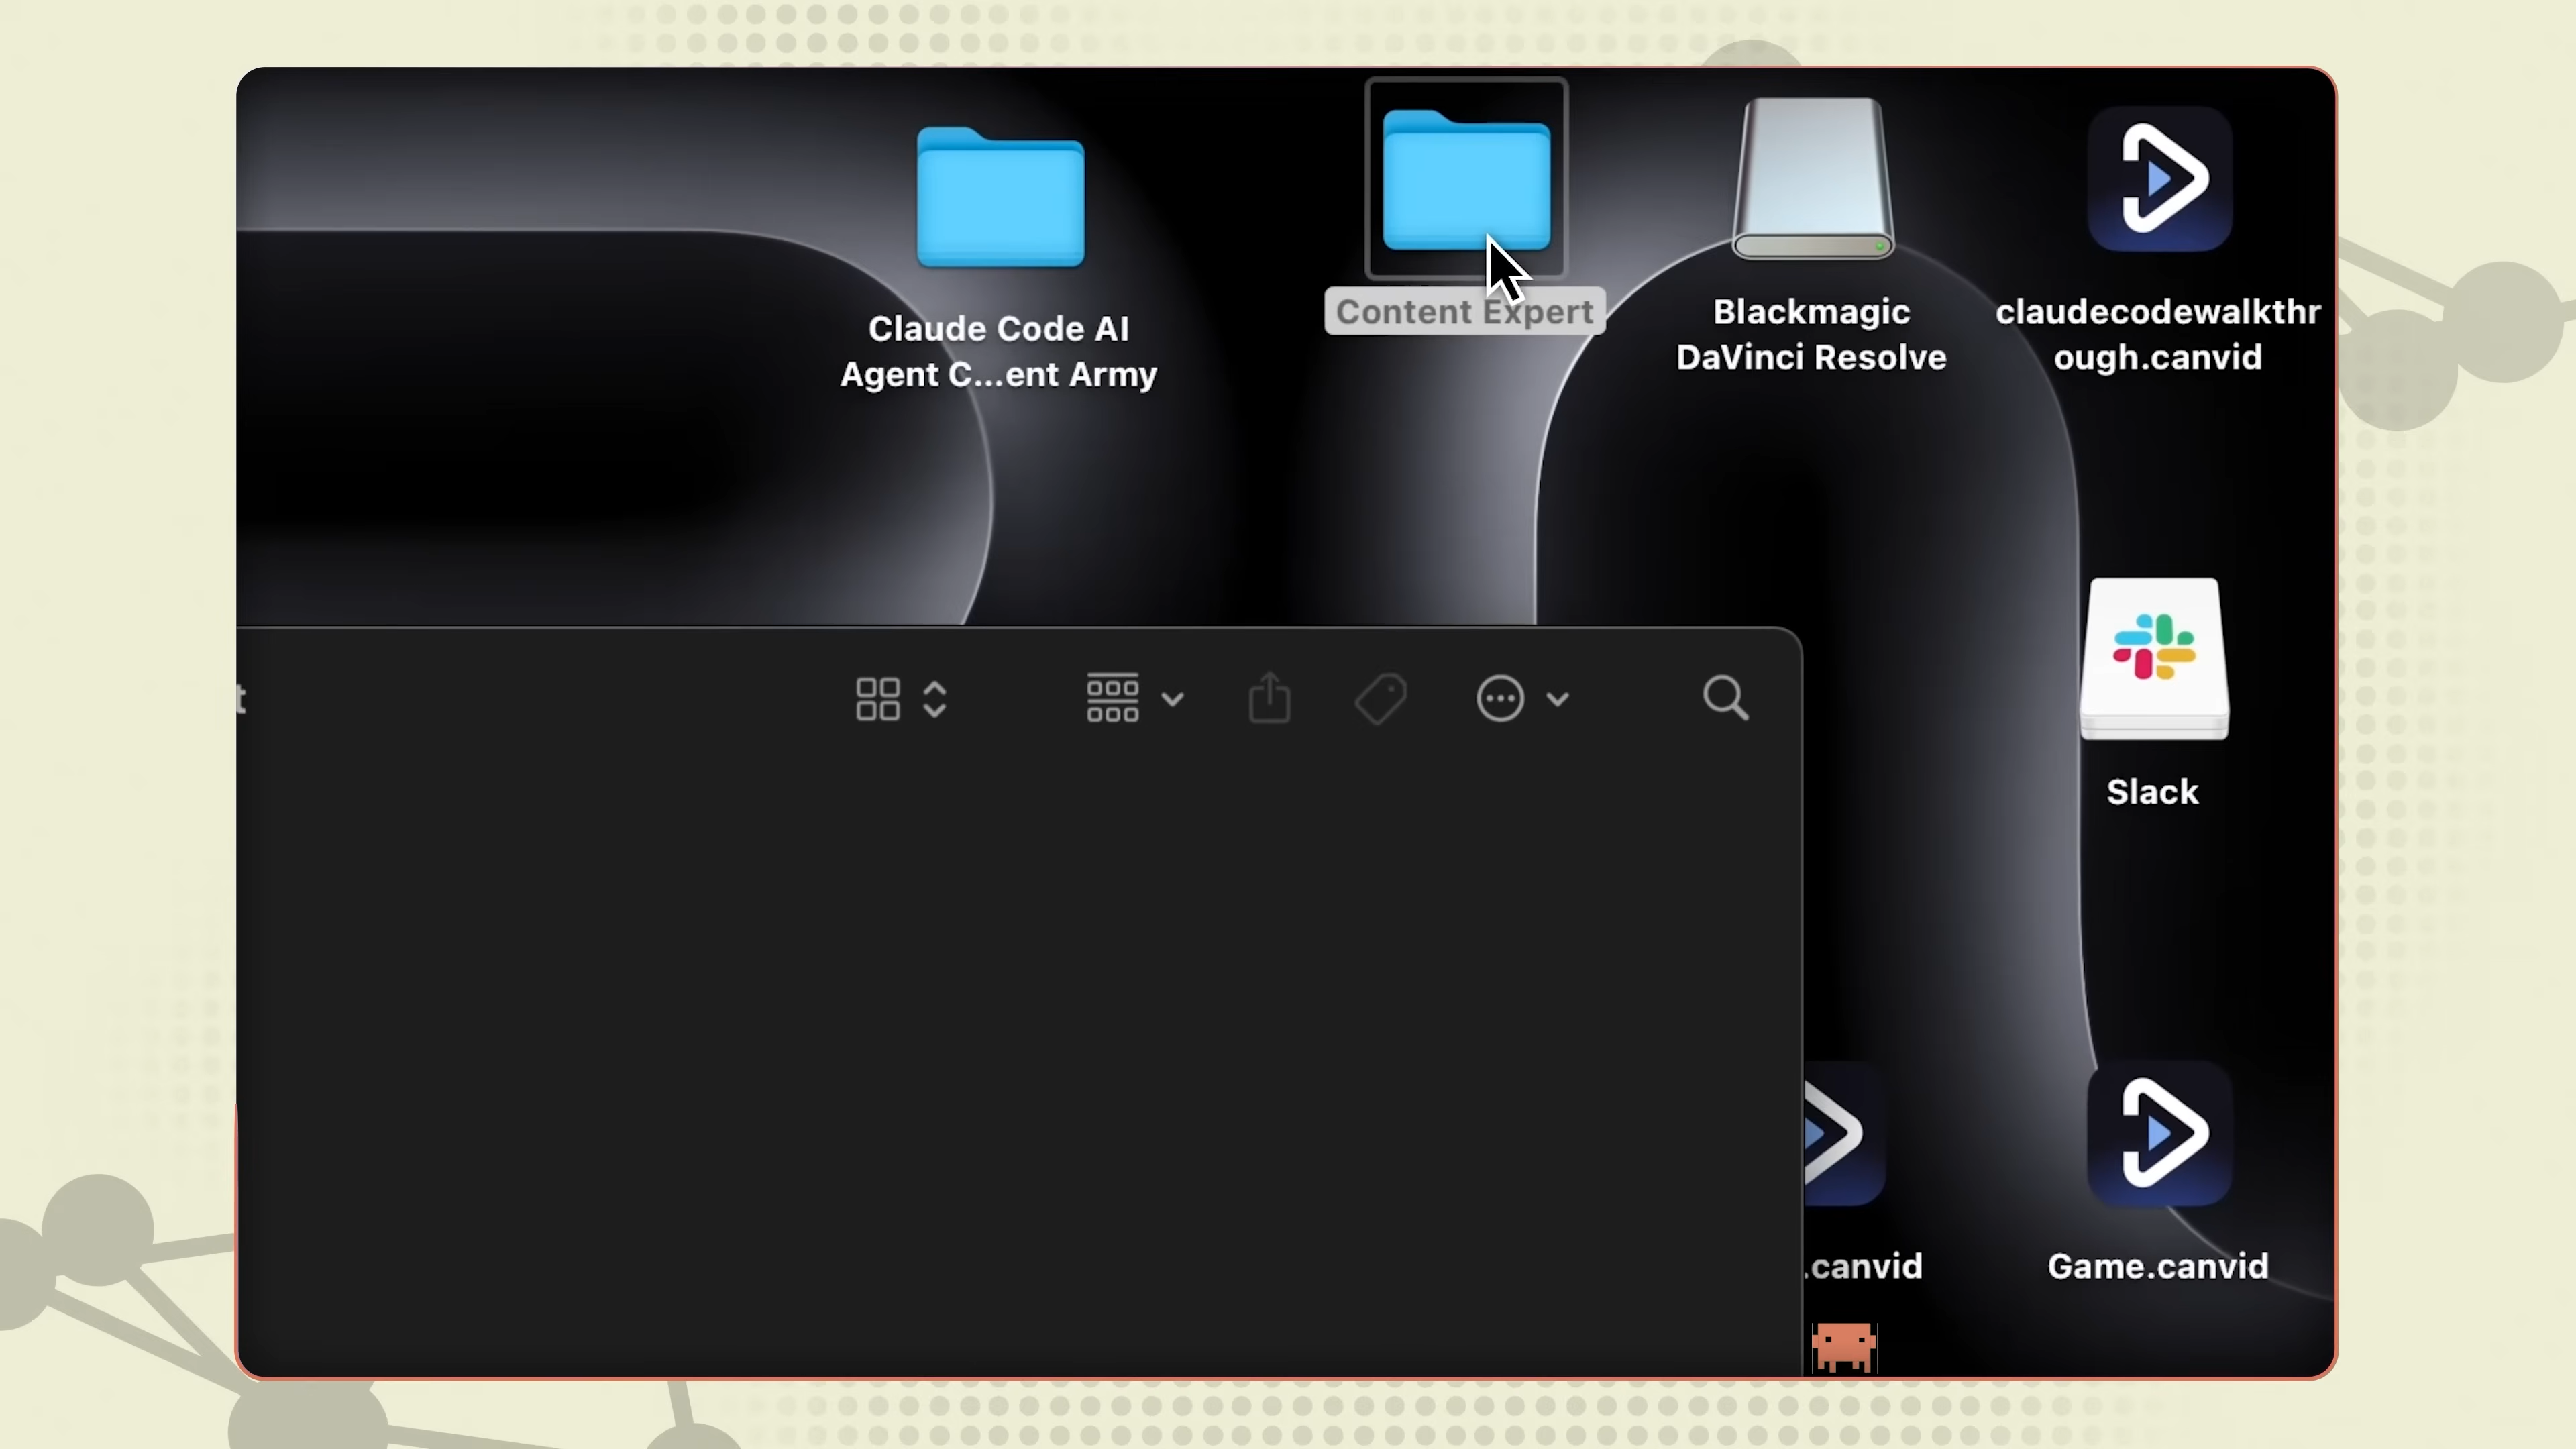 Claude Code AI
Agent C...ent Army
Content Expert
Blackmagic
DaVinci Resolve
claudecodewalkthr
ough.canvid
t
Slack
.canvid
Game.canvid